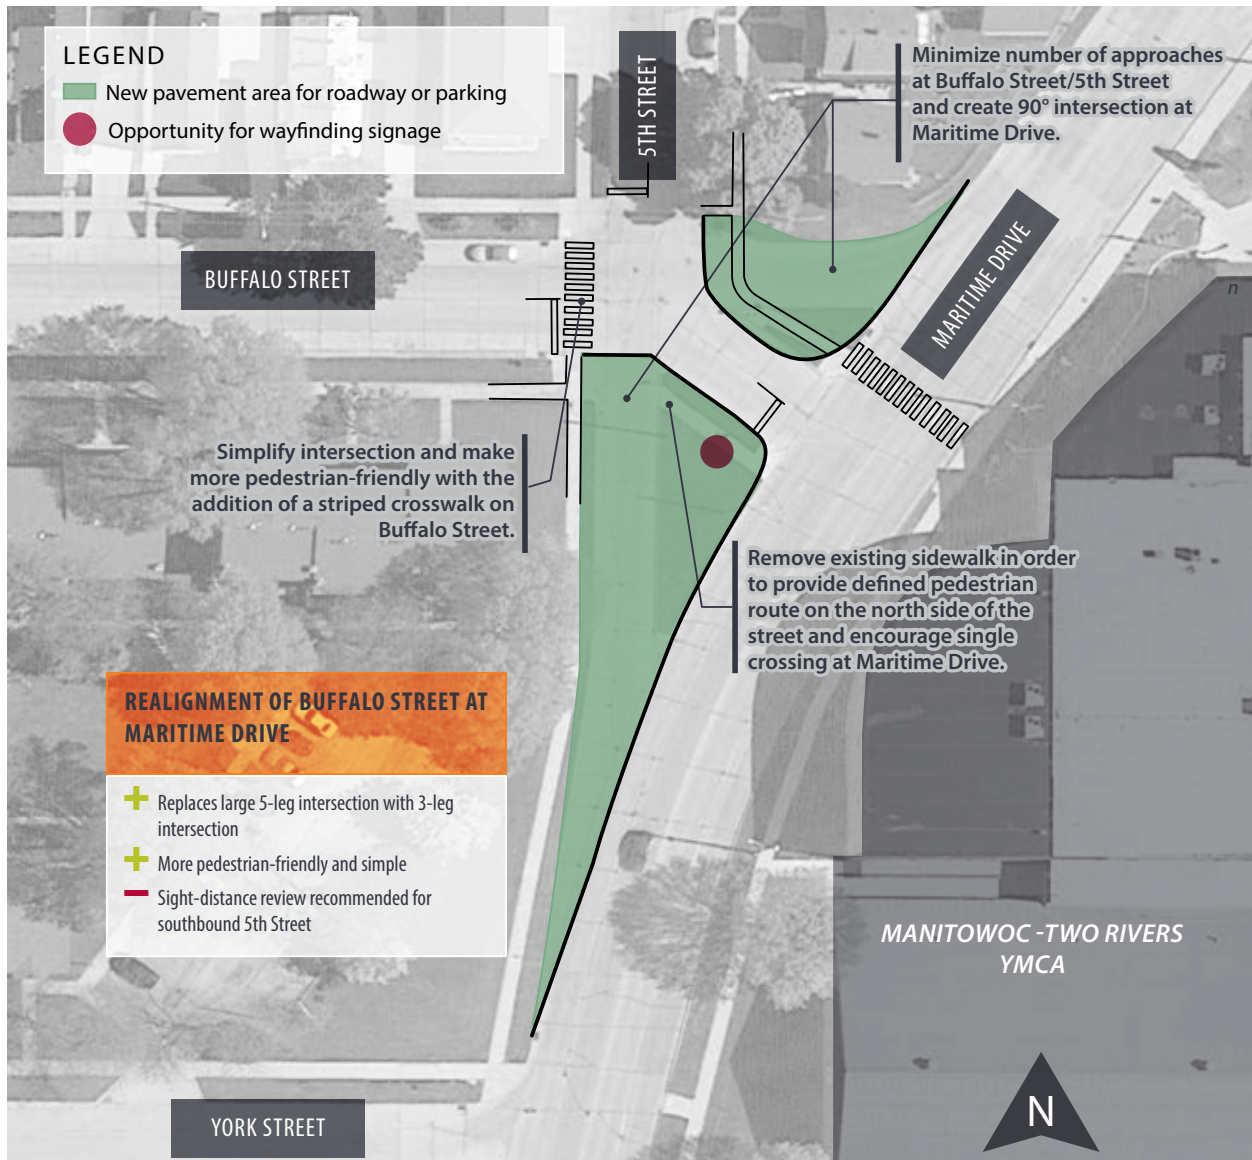 LEGEND
New pavement area for roadway or parking
Opportunity for wayfinding signage
5TH STREET
Minimize number of approaches
at Buffalo Street/5th Street
and create 90° intersection at
Maritime Drive.
BUFFALO STREET
MARITIME DRIVE
n
Simplify intersection and make
more pedestrian-friendly with the
addition of a striped crosswalk on
Buffalo Street.
Remove existing sidewalk in order
to provide defined pedestrian
route on the north side of the
street and encourage single
crossing at Maritime Drive.
REALIGNMENT OF BUFFALO STREET AT
MARITIME DRIVE
Replaces large 5-leg intersection with 3-leg
intersection
More pedestrian-friendly and simple
Sight-distance review recommended for
southbound 5th Street
MANITOWOC -TWO RIVERS
YMCA
YORK STREET
N